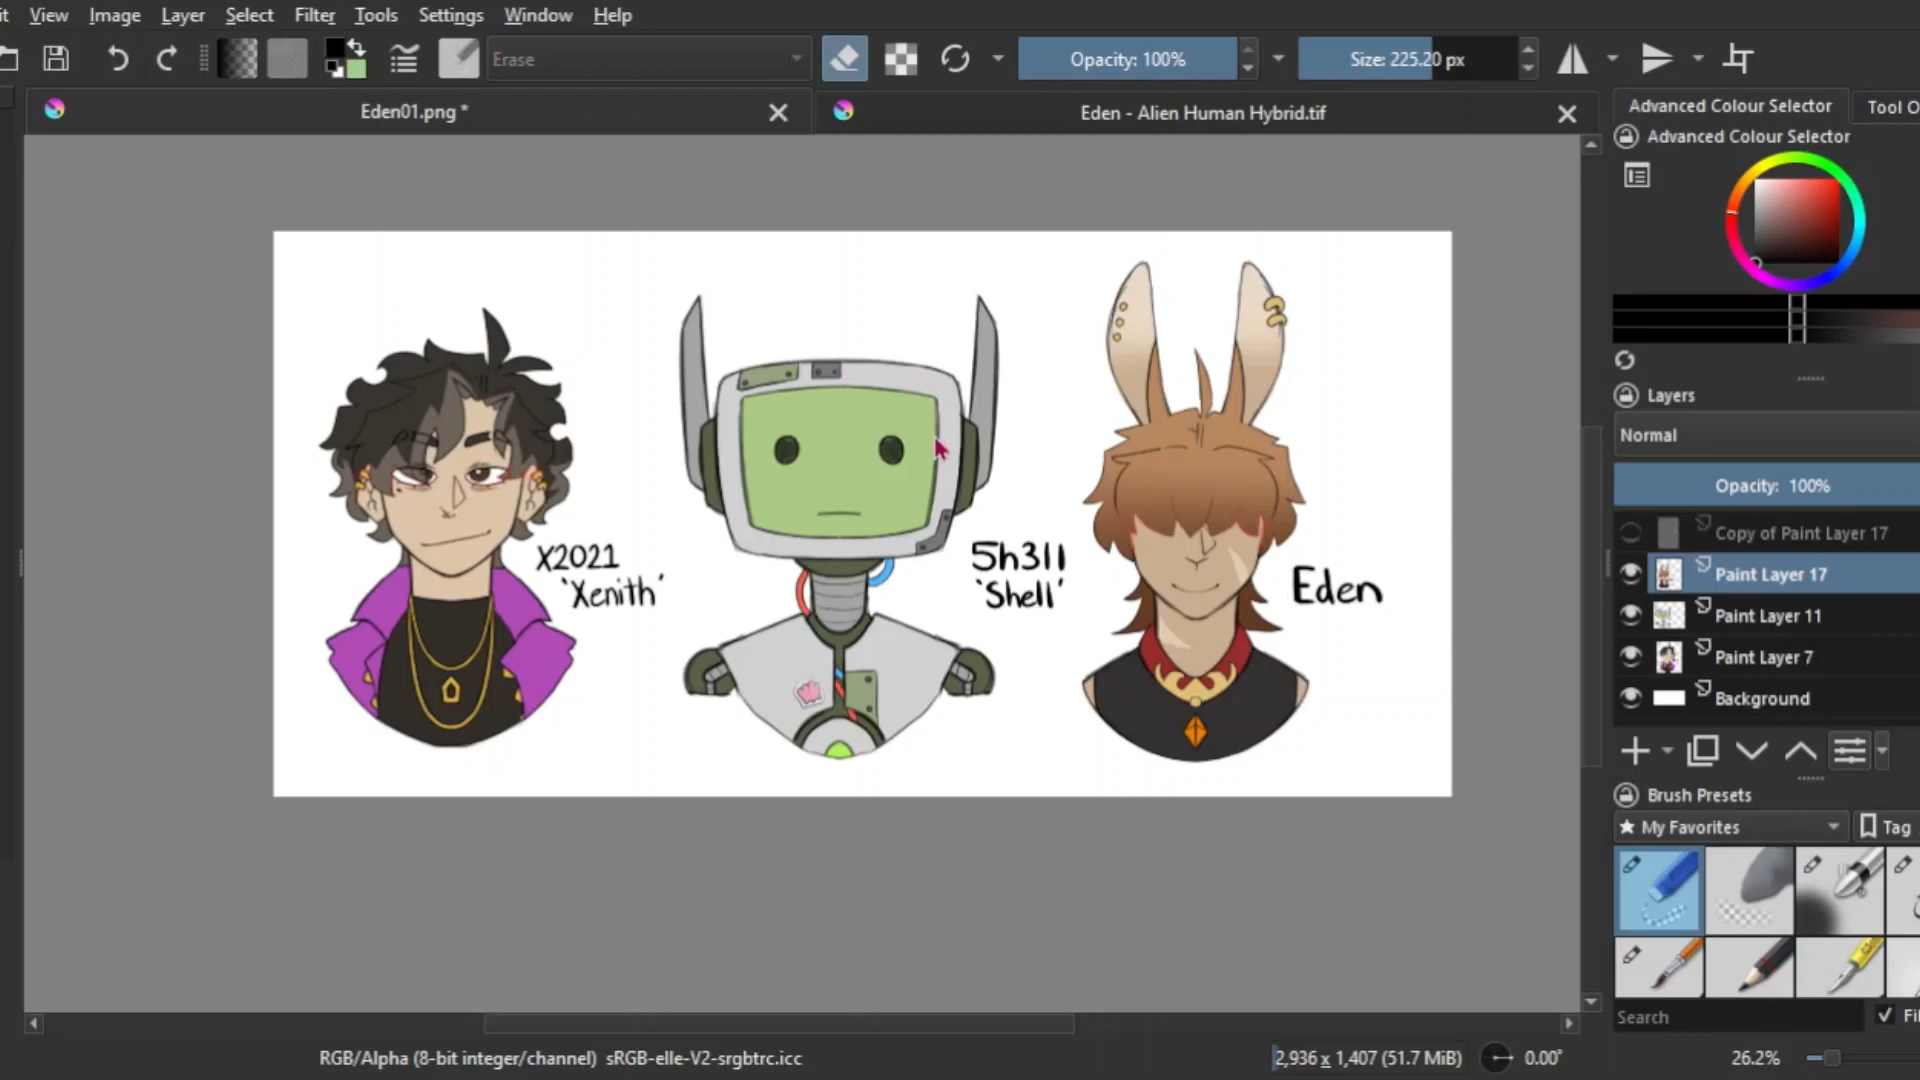 View Image Layer Select Filter Tools Settings Window Help
Erase
Opacity: 100%
Size: 225.20 px
Eden01.png *
Eden - Alien Human Hybrid.tif
Advanced Colour Selector
Tool O
Advanced Colour Selector
Layers
Normal
Opacity: 100%
Copy of Paint Layer 17
Paint Layer 17
Paint Layer 11
Paint Layer 7
Background
X2021
'Xenith'
5h3ll
'Shell'
Eden
Brush Presets
My Favorites
Tag
Search
Fil
RGB/Alpha (8-bit integer/channel) sRGB-elle-V2-srgbtrc.icc
2,936 x 1,407 (51.7 MiB)
0.00°
26.2%